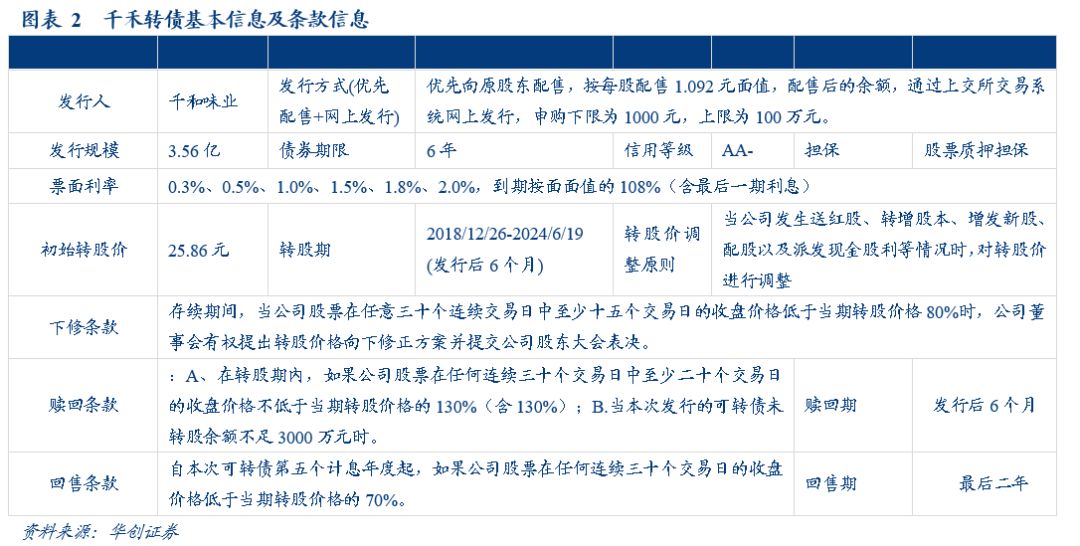 图表 2 千禾转债基本信息及条款信息
发行人
千和味业
发行方式(优先
配售+网上发行)
优先向原股东配售，按每股配售 1.092 元面值，配售后的余额，通过上交所交易系
统网上发行，申购下限为 1000 元，上限为 100 万元。
发行规模
3.56 亿
债券期限
6 年
信用等级
AA-
担保
股票质押担保
票面利率
0.3%、0.5%、1.0%、1.5%、1.8%、2.0%，到期按面面值的 108%（含最后一期利息）
初始转股价
25.86 元
转股期
2018/12/26-2024/6/19
(发行后 6 个月)
转股价调
整原则
当公司发生送红股、转增股本、增发新股、
配股以及派发现金股利等情况时,对转股价
进行调整
下修条款
存续期间，当公司股票在任意三十个连续交易日中至少十五个交易日的收盘价格低于当期转股价格 80%时，公司董
事会有权提出转股价格向下修正方案并提交公司股东大会表决。
赎回条款
：A、在转股期内，如果公司股票在任何连续三十个交易日中至少二十个交易日
的收盘价格不低于当期转股价格的 130%（含 130%）；B.当本次发行的可转债未
转股余额不足 3000 万元时。
赎回期
发行后 6 个月
回售条款
自本次可转债第五个计息年度起，如果公司股票在任何连续三十个交易日的收盘
价格低于当期转股价格的 70%。
回售期
最后二年
资料来源：华创证券